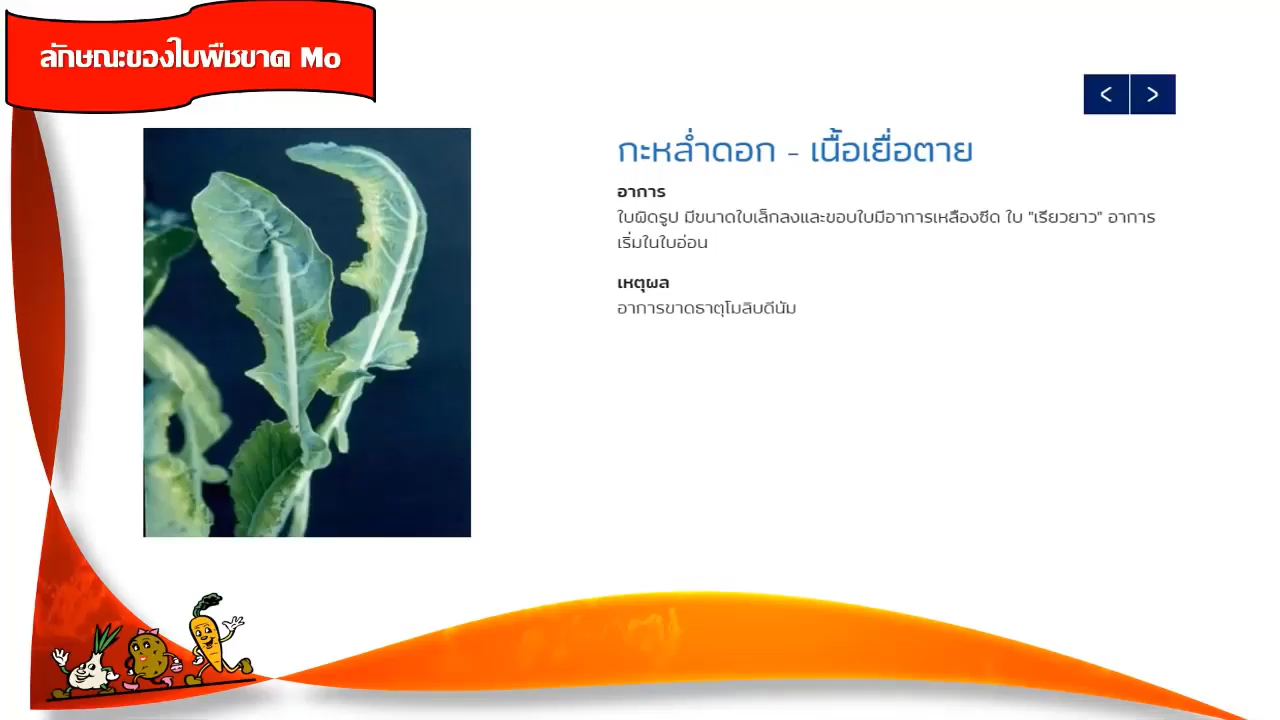 ลักษณะของใบพืชขาด Mo
< >
กะหล่ำดอก - เนื้อเยื่อตาย
อาการ
ใบผิดรูป มีขนาดใบเล็กลงและขอบใบมีอาการเหลืองซีด ใบ "เรียวยาว" อาการ
เริ่มในใบอ่อน
เหตุผล
อาการขาดธาตุโมลิบดีนัม